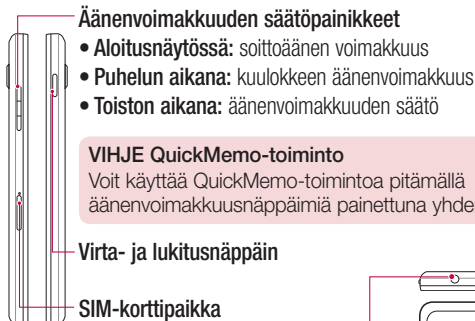 Äänenvoimakkuuden säätöpainikkeet
• Aloitusnäytössä: soittoäänen voimakkuus
• Puhelun aikana: kuulokkeen äänenvoimakkuus
• Toiston aikana: äänenvoimakkuuden säätö
VIHJE QuickMemo-toiminto
Voit käyttää QuickMemo-toimintoa pitämällä
äänenvoimakkuusnäppäimiä painettuna yhde
Virta- ja lukitusnäppäin
SIM-korttipaikka